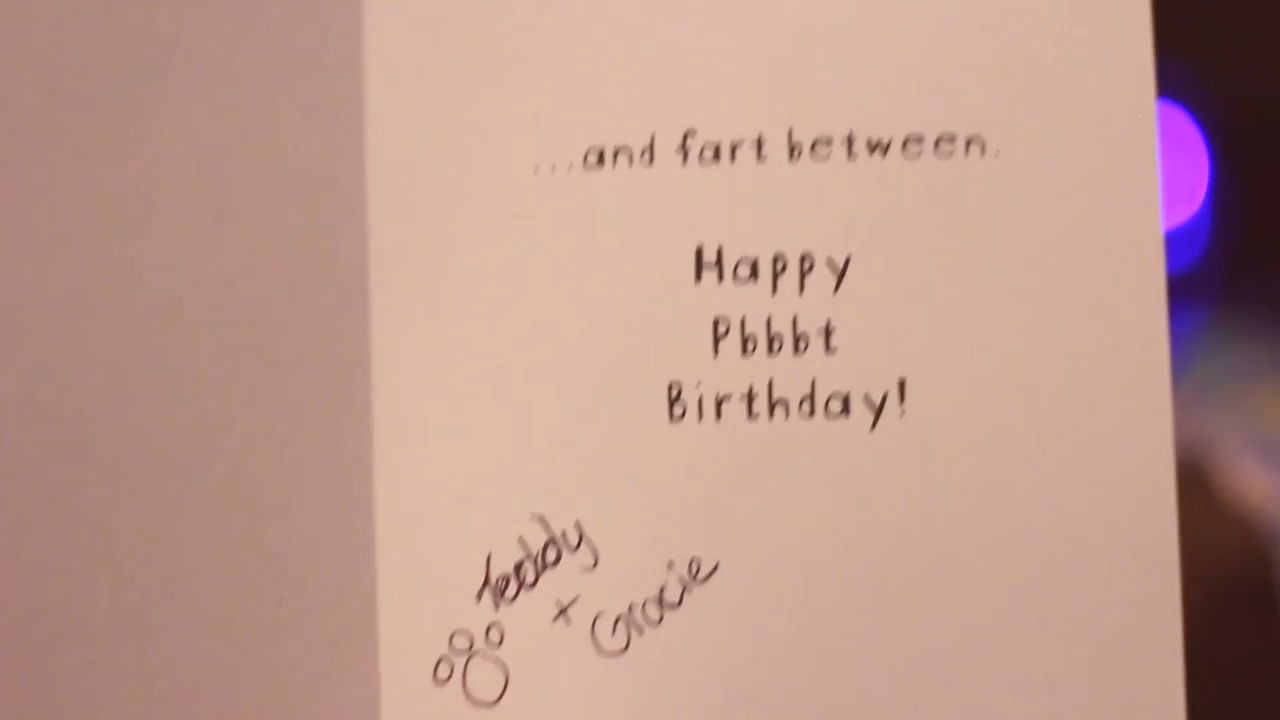 ...and fart between.
Happy
Pbbbt
Birthday!
Teddy
+
Gracie